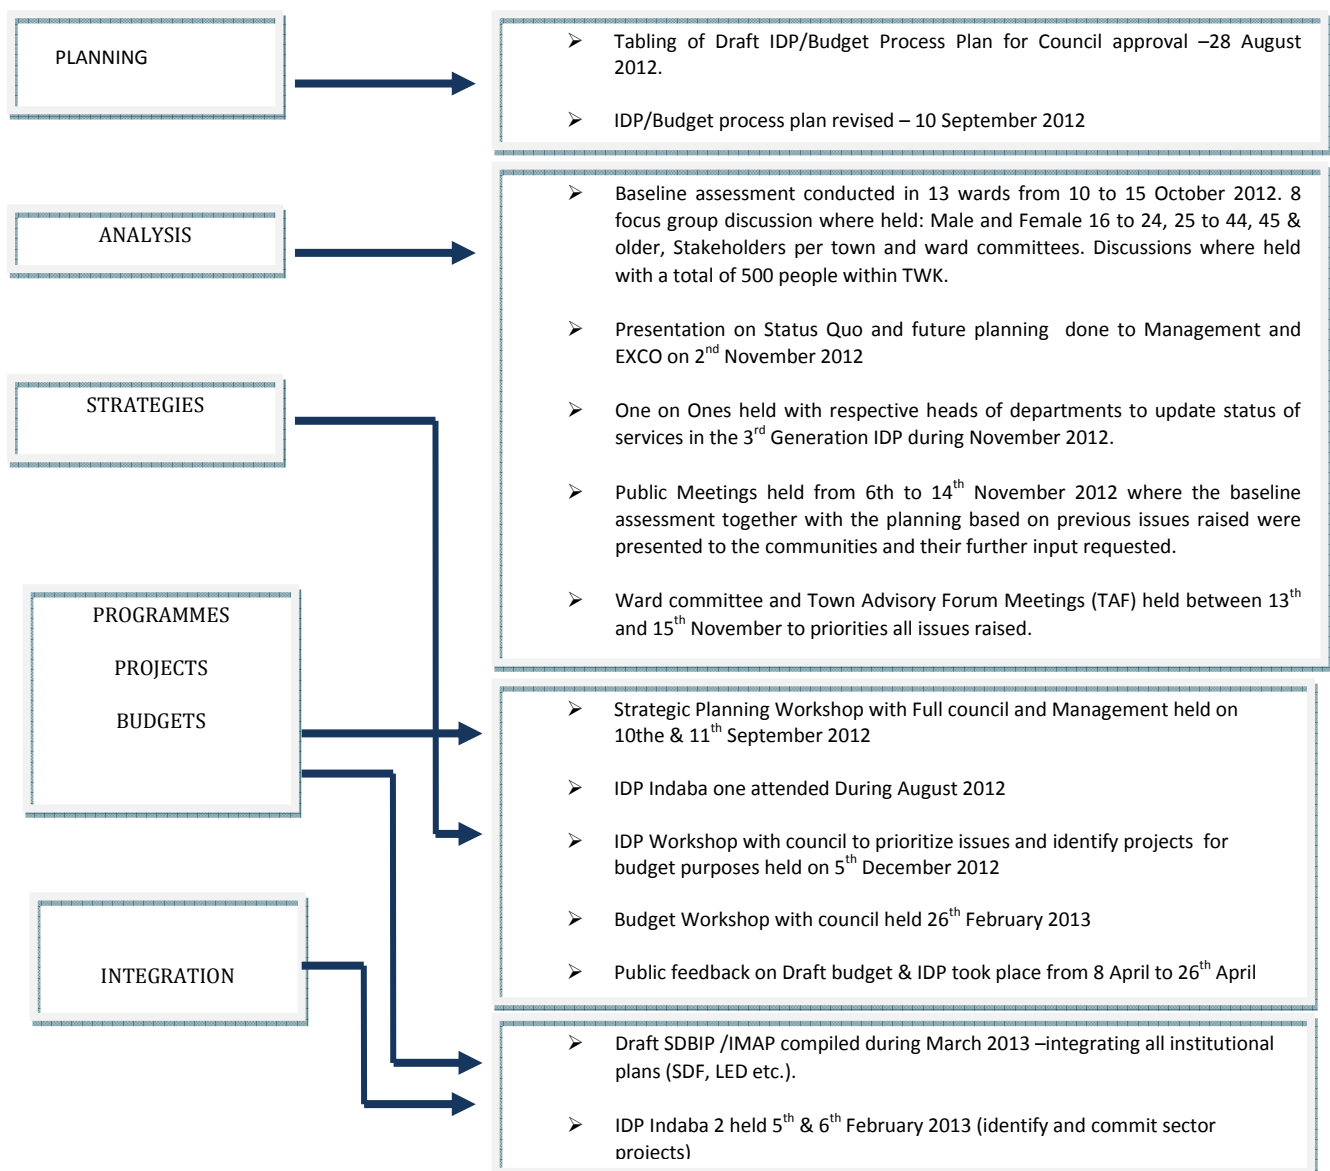 PLANNING
➢ Tabling of Draft IDP/Budget Process Plan for Council approval –28 August
2012.
➢ IDP/Budget process plan revised – 10 September 2012
ANALYSIS
➢ Baseline assessment conducted in 13 wards from 10 to 15 October 2012. 8
focus group discussion where held: Male and Female 16 to 24, 25 to 44, 45 &
older, Stakeholders per town and ward committees. Discussions where held
with a total of 500 people within TWK.
➢ Presentation on Status Quo and future planning done to Management and
EXCO on 2nd November 2012
➢ One on Ones held with respective heads of departments to update status of
services in the 3rd Generation IDP during November 2012.
➢ Public Meetings held from 6th to 14th November 2012 where the baseline
assessment together with the planning based on previous issues raised were
presented to the communities and their further input requested.
➢ Ward committee and Town Advisory Forum Meetings (TAF) held between 13th
and 15th November to priorities all issues raised.
STRATEGIES
PROGRAMMES
PROJECTS
BUDGETS
➢ Strategic Planning Workshop with Full council and Management held on
10the & 11th September 2012
➢ IDP Indaba one attended During August 2012
➢ IDP Workshop with council to prioritize issues and identify projects for
budget purposes held on 5th December 2012
➢ Budget Workshop with council held 26th February 2013
➢ Public feedback on Draft budget & IDP took place from 8 April to 26th April
INTEGRATION
➢ Draft SDBIP /IMAP compiled during March 2013 –integrating all institutional
plans (SDF, LED etc.).
➢ IDP Indaba 2 held 5th & 6th February 2013 (identify and commit sector
projects)